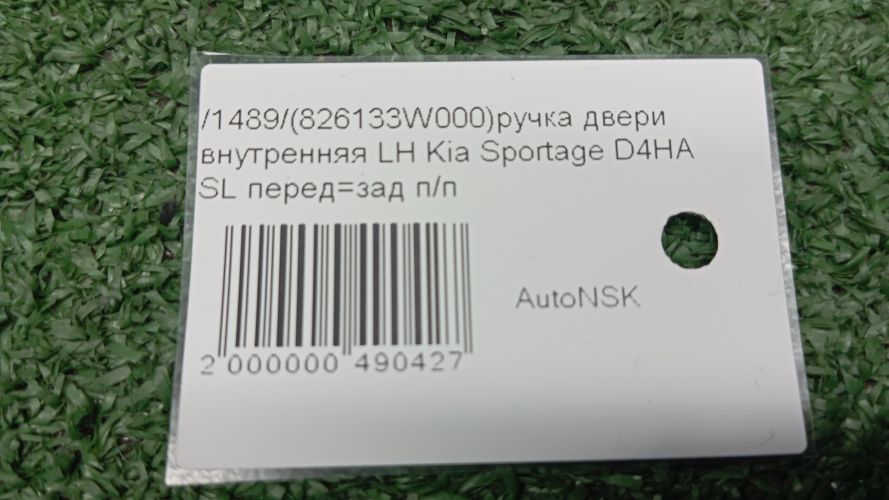 /1489/(826133W000)ручка двери
внутренняя LH Kia Sportage D4HA
SL перед=зад п/п
AutoNSK
2 000000 490427